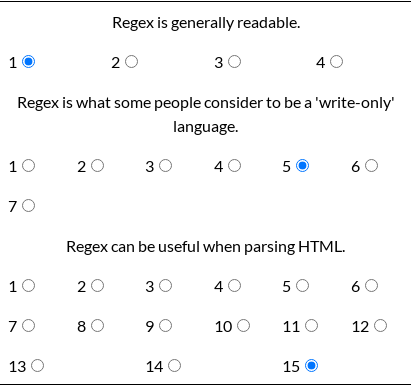 Regex is generally readable.
1 2 3 4
Regex is what some people consider to be a 'write-only'
language.
1 2 3 4 5 6
7
Regex can be useful when parsing HTML.
1 2 3 4 5 6
7 8 9 10 11 12
13 14 15